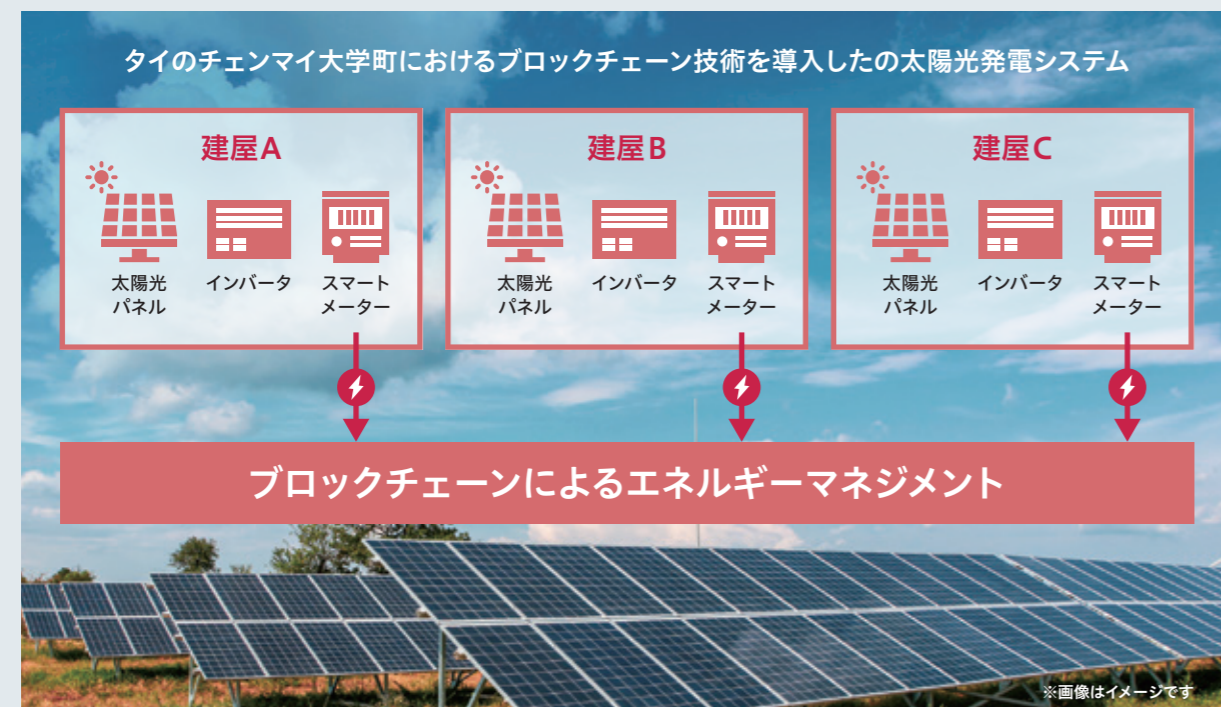 タイのチェンマイ大学町におけるブロックチェーン技術を導入したの太陽光発電システム
建屋A
太陽光
パネル
インバータ
スマート
メーター
建屋B
太陽光
パネル
インバータ
スマート
メーター
建屋C
太陽光
パネル
インバータ
スマート
メーター
ブロックチェーンによるエネルギーマネジメント
※画像はイメージです